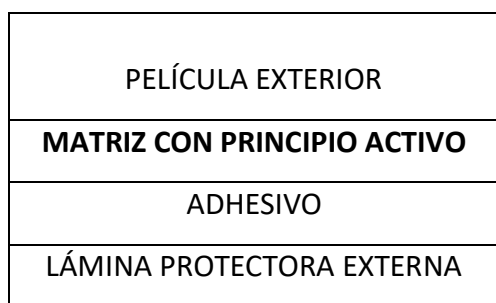 PELÍCULA EXTERIOR
MATRIZ CON PRINCIPIO ACTIVO
ADHESIVO
LÁMINA PROTECTORA EXTERNA